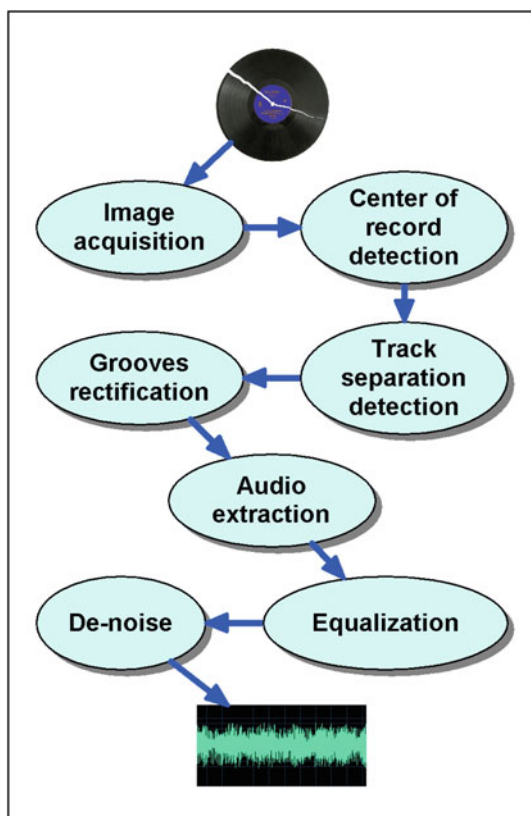 Image
acquisition
Center of
record
detection
Track
separation
detection
Grooves
rectification
Audio
extraction
Equalization
De-noise